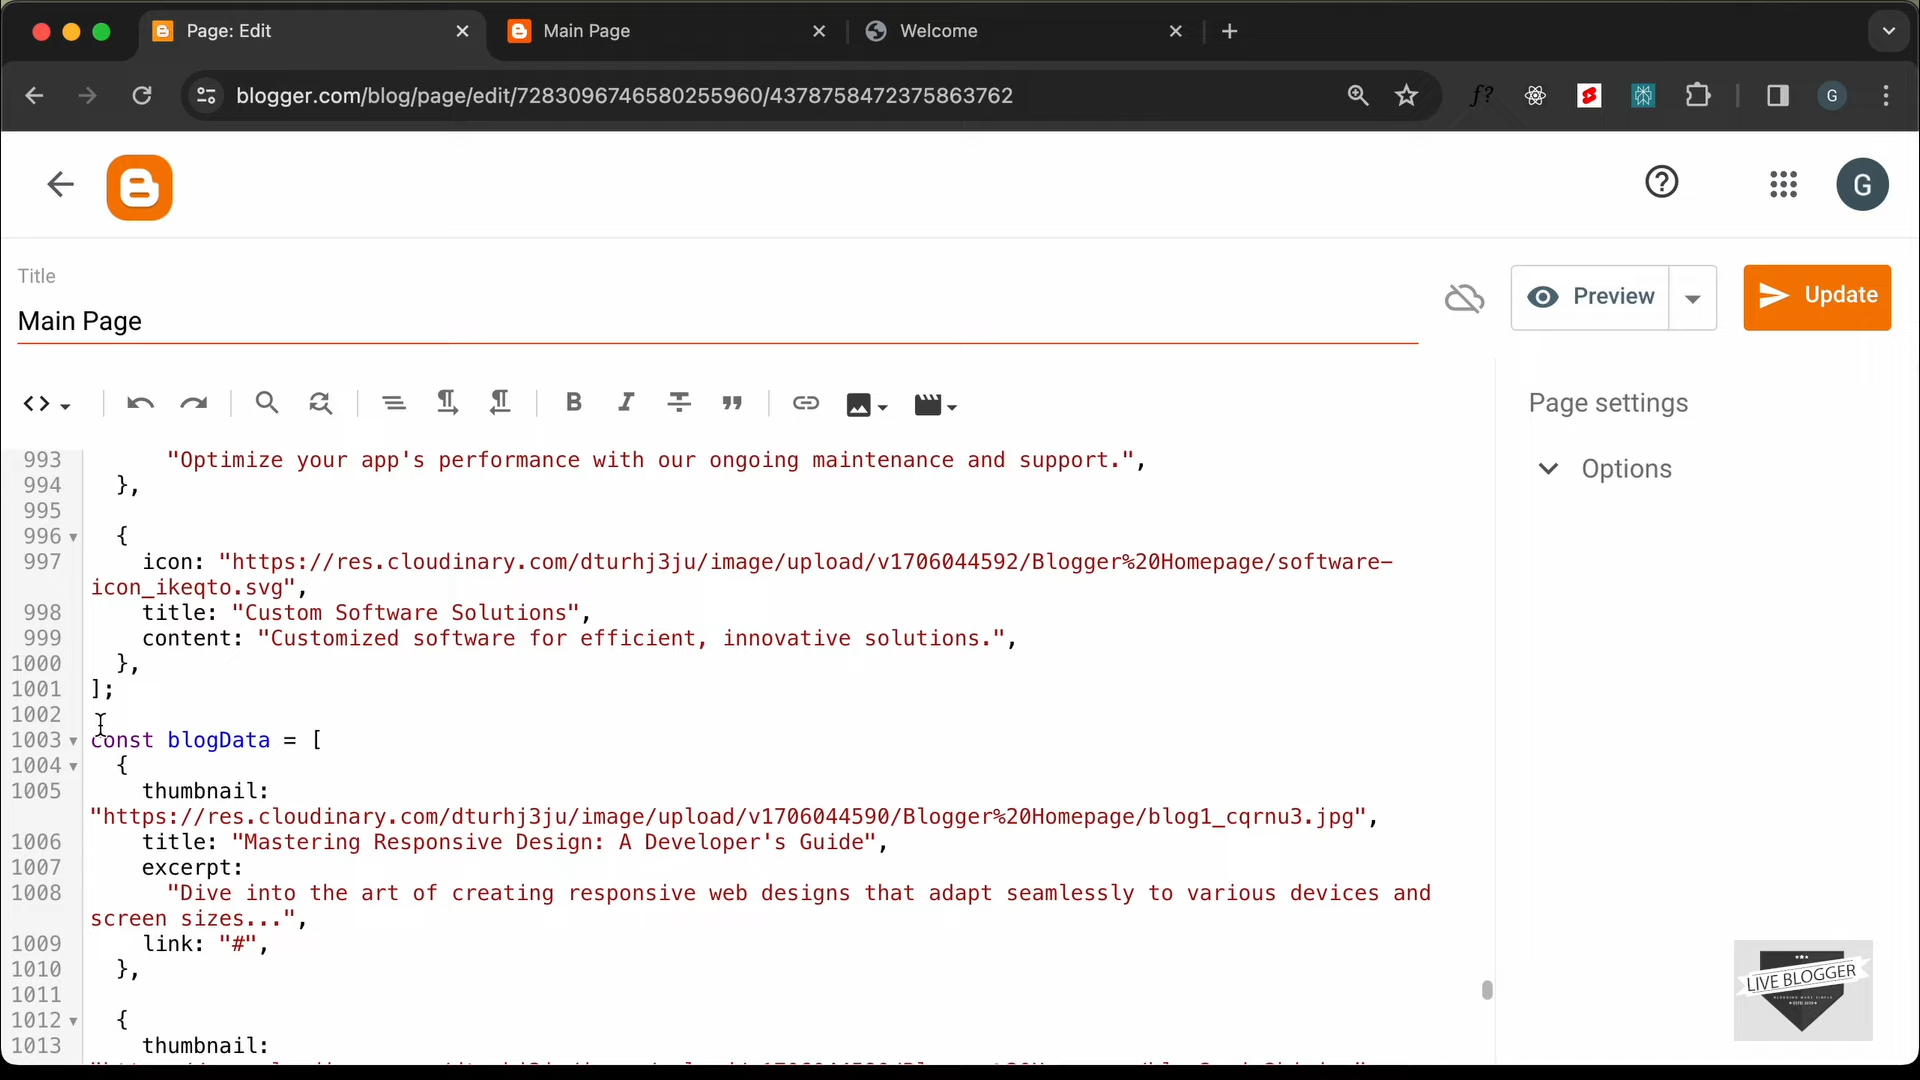 Page: Edit
Main Page
Welcome
blogger.com/blog/page/edit/7283096746580255960/4378758472375863762
f?
G
G
Title
Main Page
Preview
Update
B
I
Page settings
Options
993 "Optimize your app's performance with our ongoing maintenance and support.",
994 },
995
996 {
997 icon: "https://res.cloudinary.com/dturhj3ju/image/upload/v1706044592/Blogger%20Homepage/software-
icon_ikeqto.svg",
998 title: "Custom Software Solutions",
999 content: "Customized software for efficient, innovative solutions.",
1000 },
1001 ];
1002
1003 const blogData = [
1004 {
1005 thumbnail:
"https://res.cloudinary.com/dturhj3ju/image/upload/v1706044590/Blogger%20Homepage/blog1_cqrnu3.jpg",
1006 title: "Mastering Responsive Design: A Developer's Guide",
1007 excerpt:
1008 "Dive into the art of creating responsive web designs that adapt seamlessly to various devices and
screen sizes...",
1009 link: "#",
1010 },
1011
1012 {
1013 thumbnail:
LIVE BLOGGER